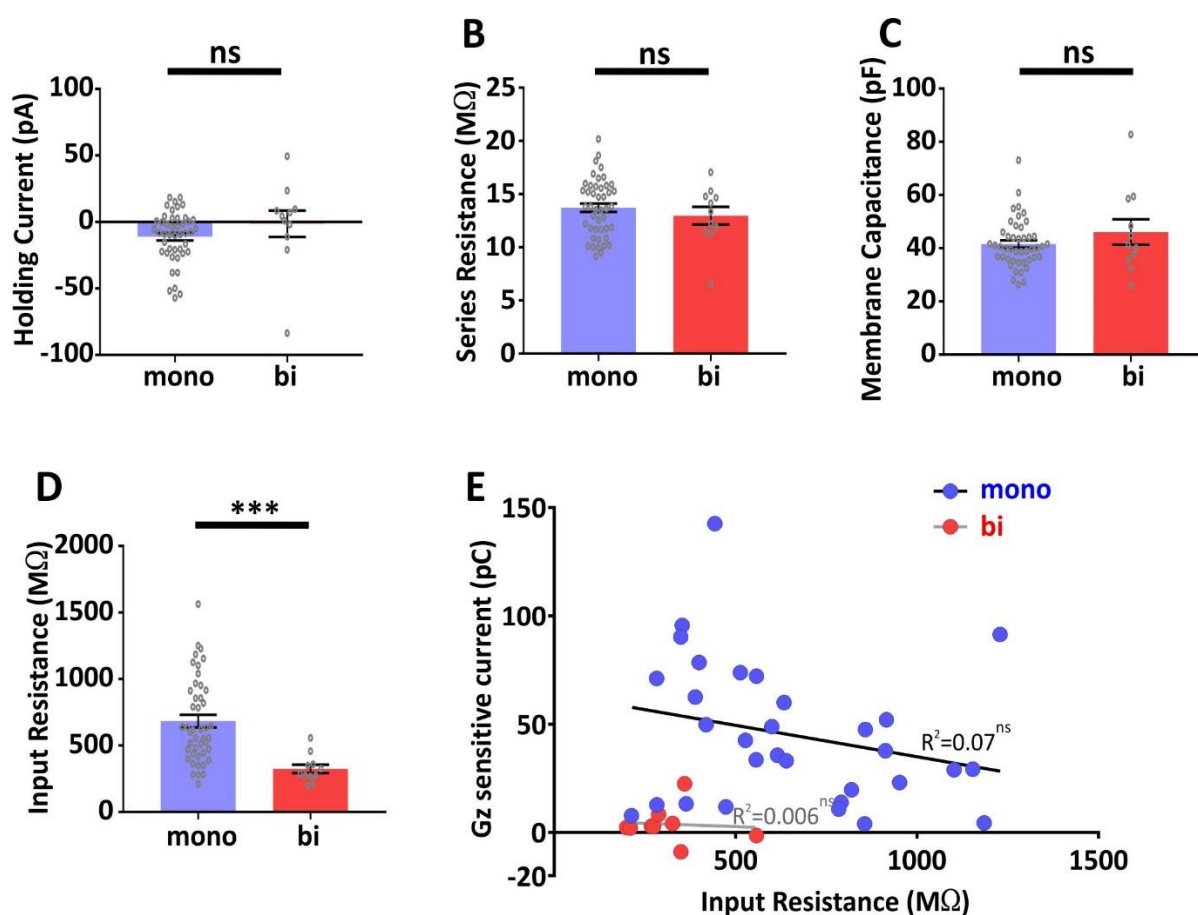 ns
Holding Current (pA)
100
50
0
-50
-100
mono bi
B
ns
Series Resistance (MΩ)
25
20
15
10
5
0
mono bi
C
ns
Membrane Capacitance (pF)
100
80
60
40
20
0
mono bi
D
***
Input Resistance (MΩ)
2000
1500
1000
500
0
mono bi
E
mono
bi
Gz sensitive current (pC)
150
100
50
0
-20
R²=0.07ns
R²=0.006ns
500 1000 1500
Input Resistance (MΩ)